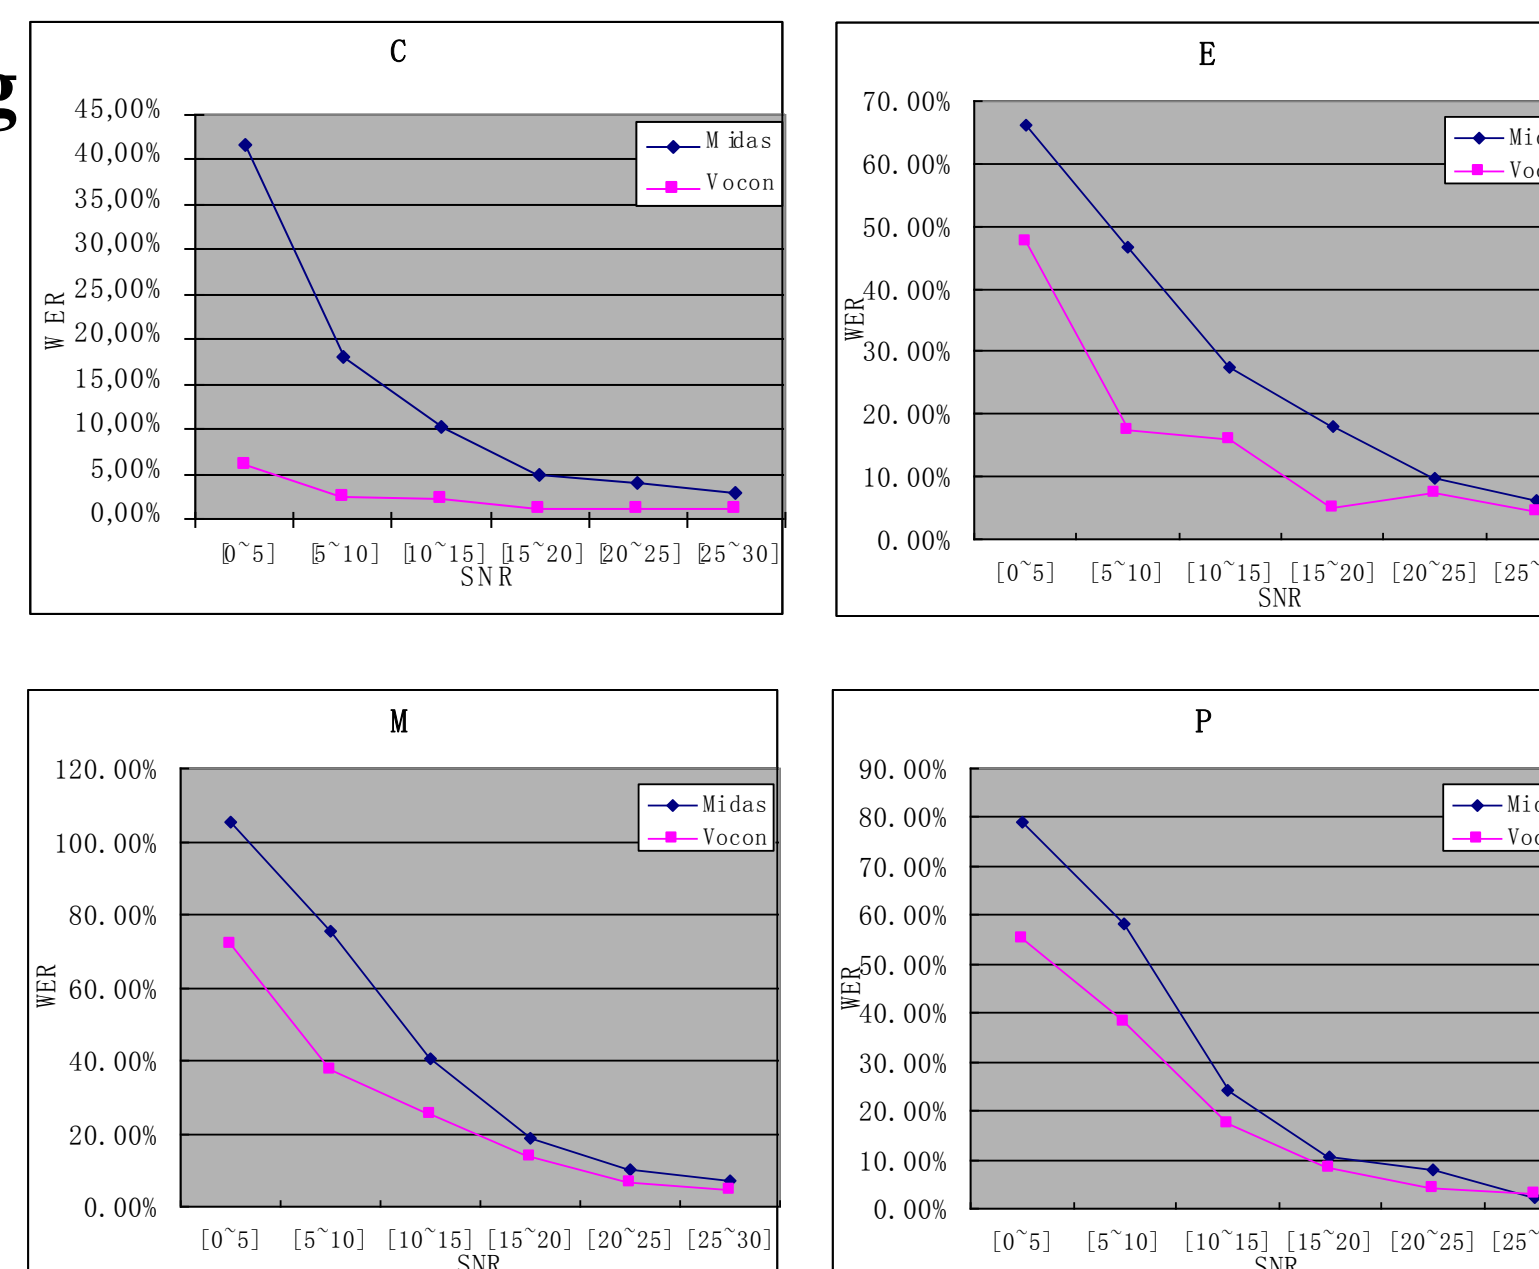 g
C
45,00%
40,00%
35,00%
30,00%
25,00%
20,00%
15,00%
10,00%
5,00%
0,00%
W ER
Midas
Vocon
[0~5] [5~10] [10~15] [15~20] [20~25] [25~30]
SNR
E
70.00%
60.00%
50.00%
40.00%
30.00%
20.00%
10.00%
0.00%
WER
[0~5] [5~10] [10~15] [15~20] [20~25] [25~
SNR
M
120.00%
100.00%
80.00%
60.00%
40.00%
20.00%
0.00%
WER
Midas
Vocon
[0~5] [5~10] [10~15] [15~20] [20~25] [25~30]
SNR
P
90.00%
80.00%
70.00%
60.00%
50.00%
40.00%
30.00%
20.00%
10.00%
0.00%
WER
[0~5] [5~10] [10~15] [15~20] [20~25] [25~
SNR